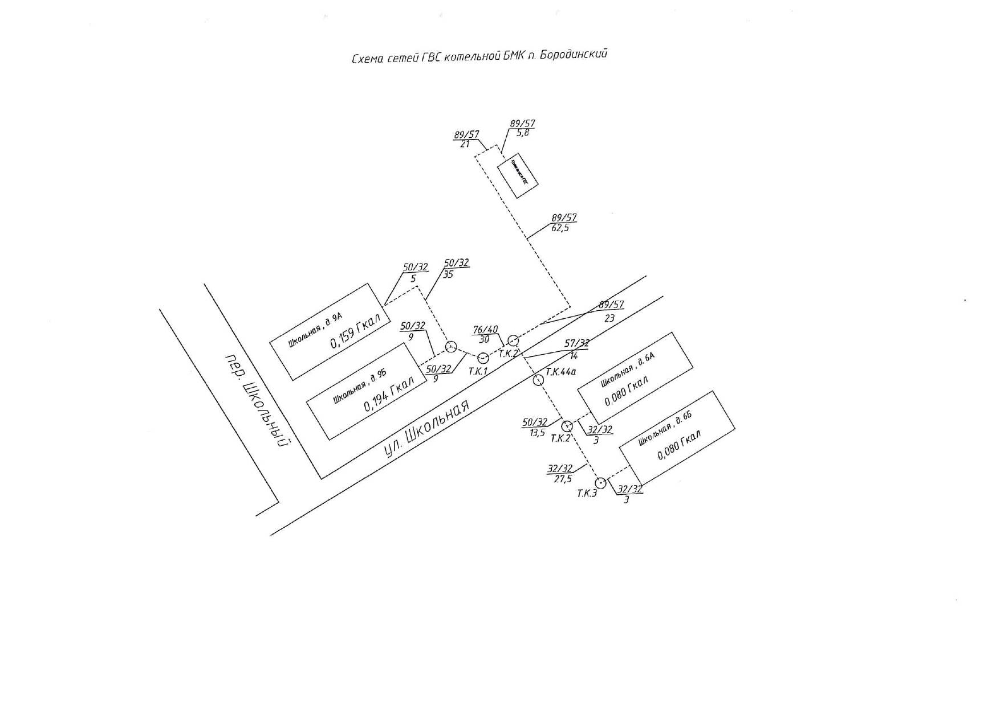 Схема сетей ГВС котельной БМК п. Бородинский
89/57
5,8
89/57
21
Котельная ГВС
89/57
62,5
50/32
5
50/32
35
89/57
23
Школьная , д. 9А
0,159 Гкал
50/32
9
76/40
30
Т.К.2
57/32
14
Т.К.1
50/32
9
Т.К.44а
Школьная , д. 9Б
0,194 Гкал
Школьная , д. 6А
0,080 Гкал
пер. Школьный
ул. Школьная
50/32
13,5
Т.К.2
32/32
3
Школьная , д. 6Б
0,080 Гкал
32/32
27,5
Т.К.3
32/32
3